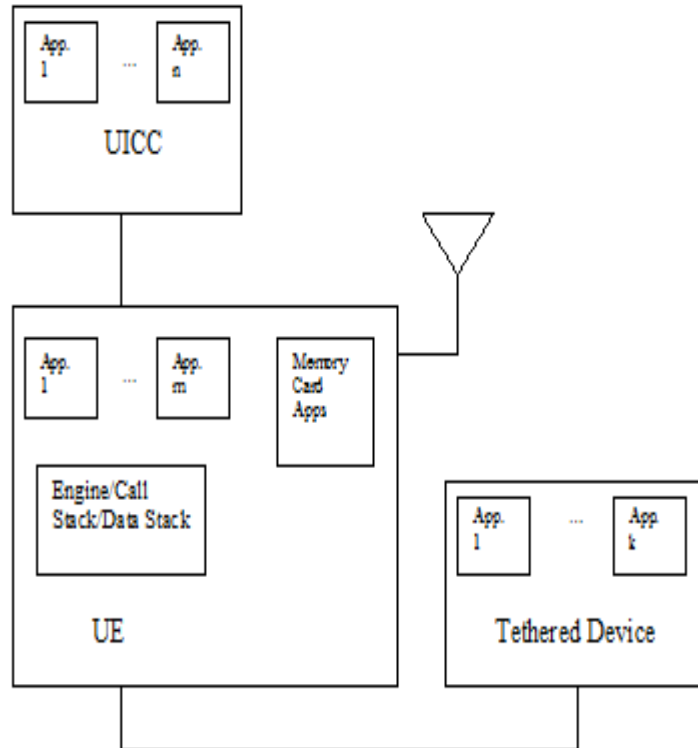 App.
1
...
App.
n
UICC
App.
1
...
App.
m
Memory
Card
Apps
Engine/Call
Stack/Data Stack
UE
App.
1
...
App.
k
Tethered Device